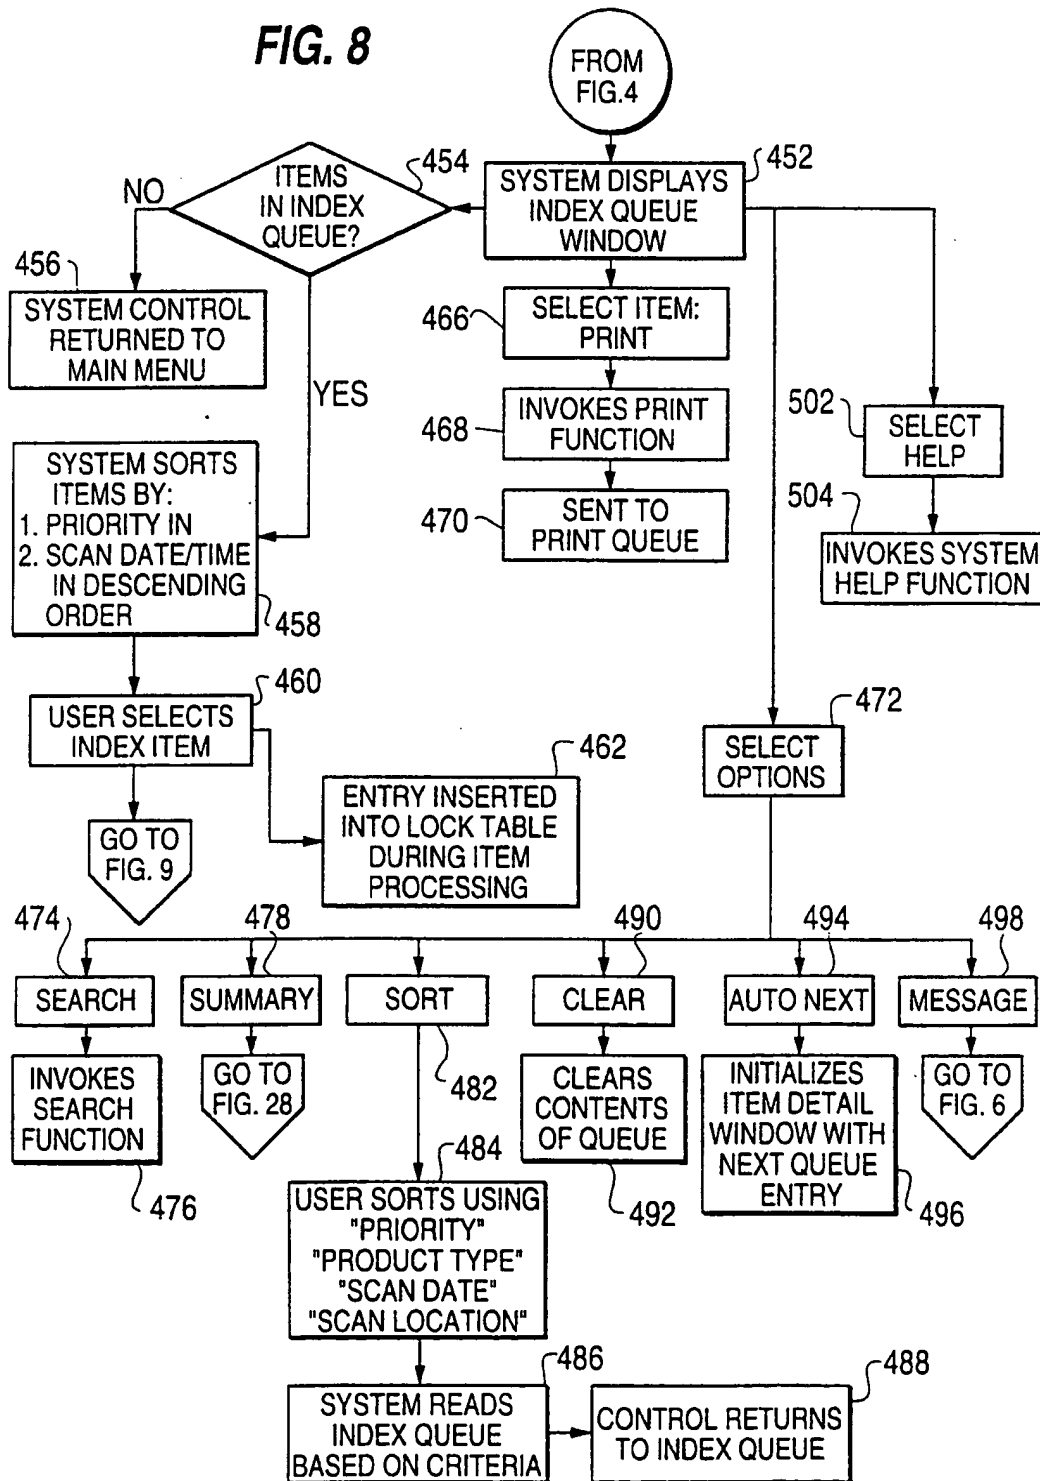 FIG. 8
FROM
FIG.4
452
SYSTEM DISPLAYS
INDEX QUEUE
WINDOW
454
ITEMS
IN INDEX
QUEUE?
NO
YES
456
SYSTEM CONTROL
RETURNED TO
MAIN MENU
466
SELECT ITEM:
PRINT
468
INVOKES PRINT
FUNCTION
470
SENT TO
PRINT QUEUE
502
SELECT
HELP
504
INVOKES SYSTEM
HELP FUNCTION
SYSTEM SORTS
ITEMS BY:
1. PRIORITY IN
2. SCAN DATE/TIME
IN DESCENDING
ORDER
458
460
USER SELECTS
INDEX ITEM
GO TO
FIG. 9
462
ENTRY INSERTED
INTO LOCK TABLE
DURING ITEM
PROCESSING
472
SELECT
OPTIONS
474
SEARCH
INVOKES
SEARCH
FUNCTION
476
478
SUMMARY
GO TO
FIG. 28
SORT
482
484
USER SORTS USING
"PRIORITY"
"PRODUCT TYPE"
"SCAN DATE"
"SCAN LOCATION"
486
SYSTEM READS
INDEX QUEUE
BASED ON CRITERIA
488
CONTROL RETURNS
TO INDEX QUEUE
490
CLEAR
CLEARS
CONTENTS
OF QUEUE
492
494
AUTO NEXT
INITIALIZES
ITEM DETAIL
WINDOW WITH
NEXT QUEUE
ENTRY
496
498
MESSAGE
GO TO
FIG. 6